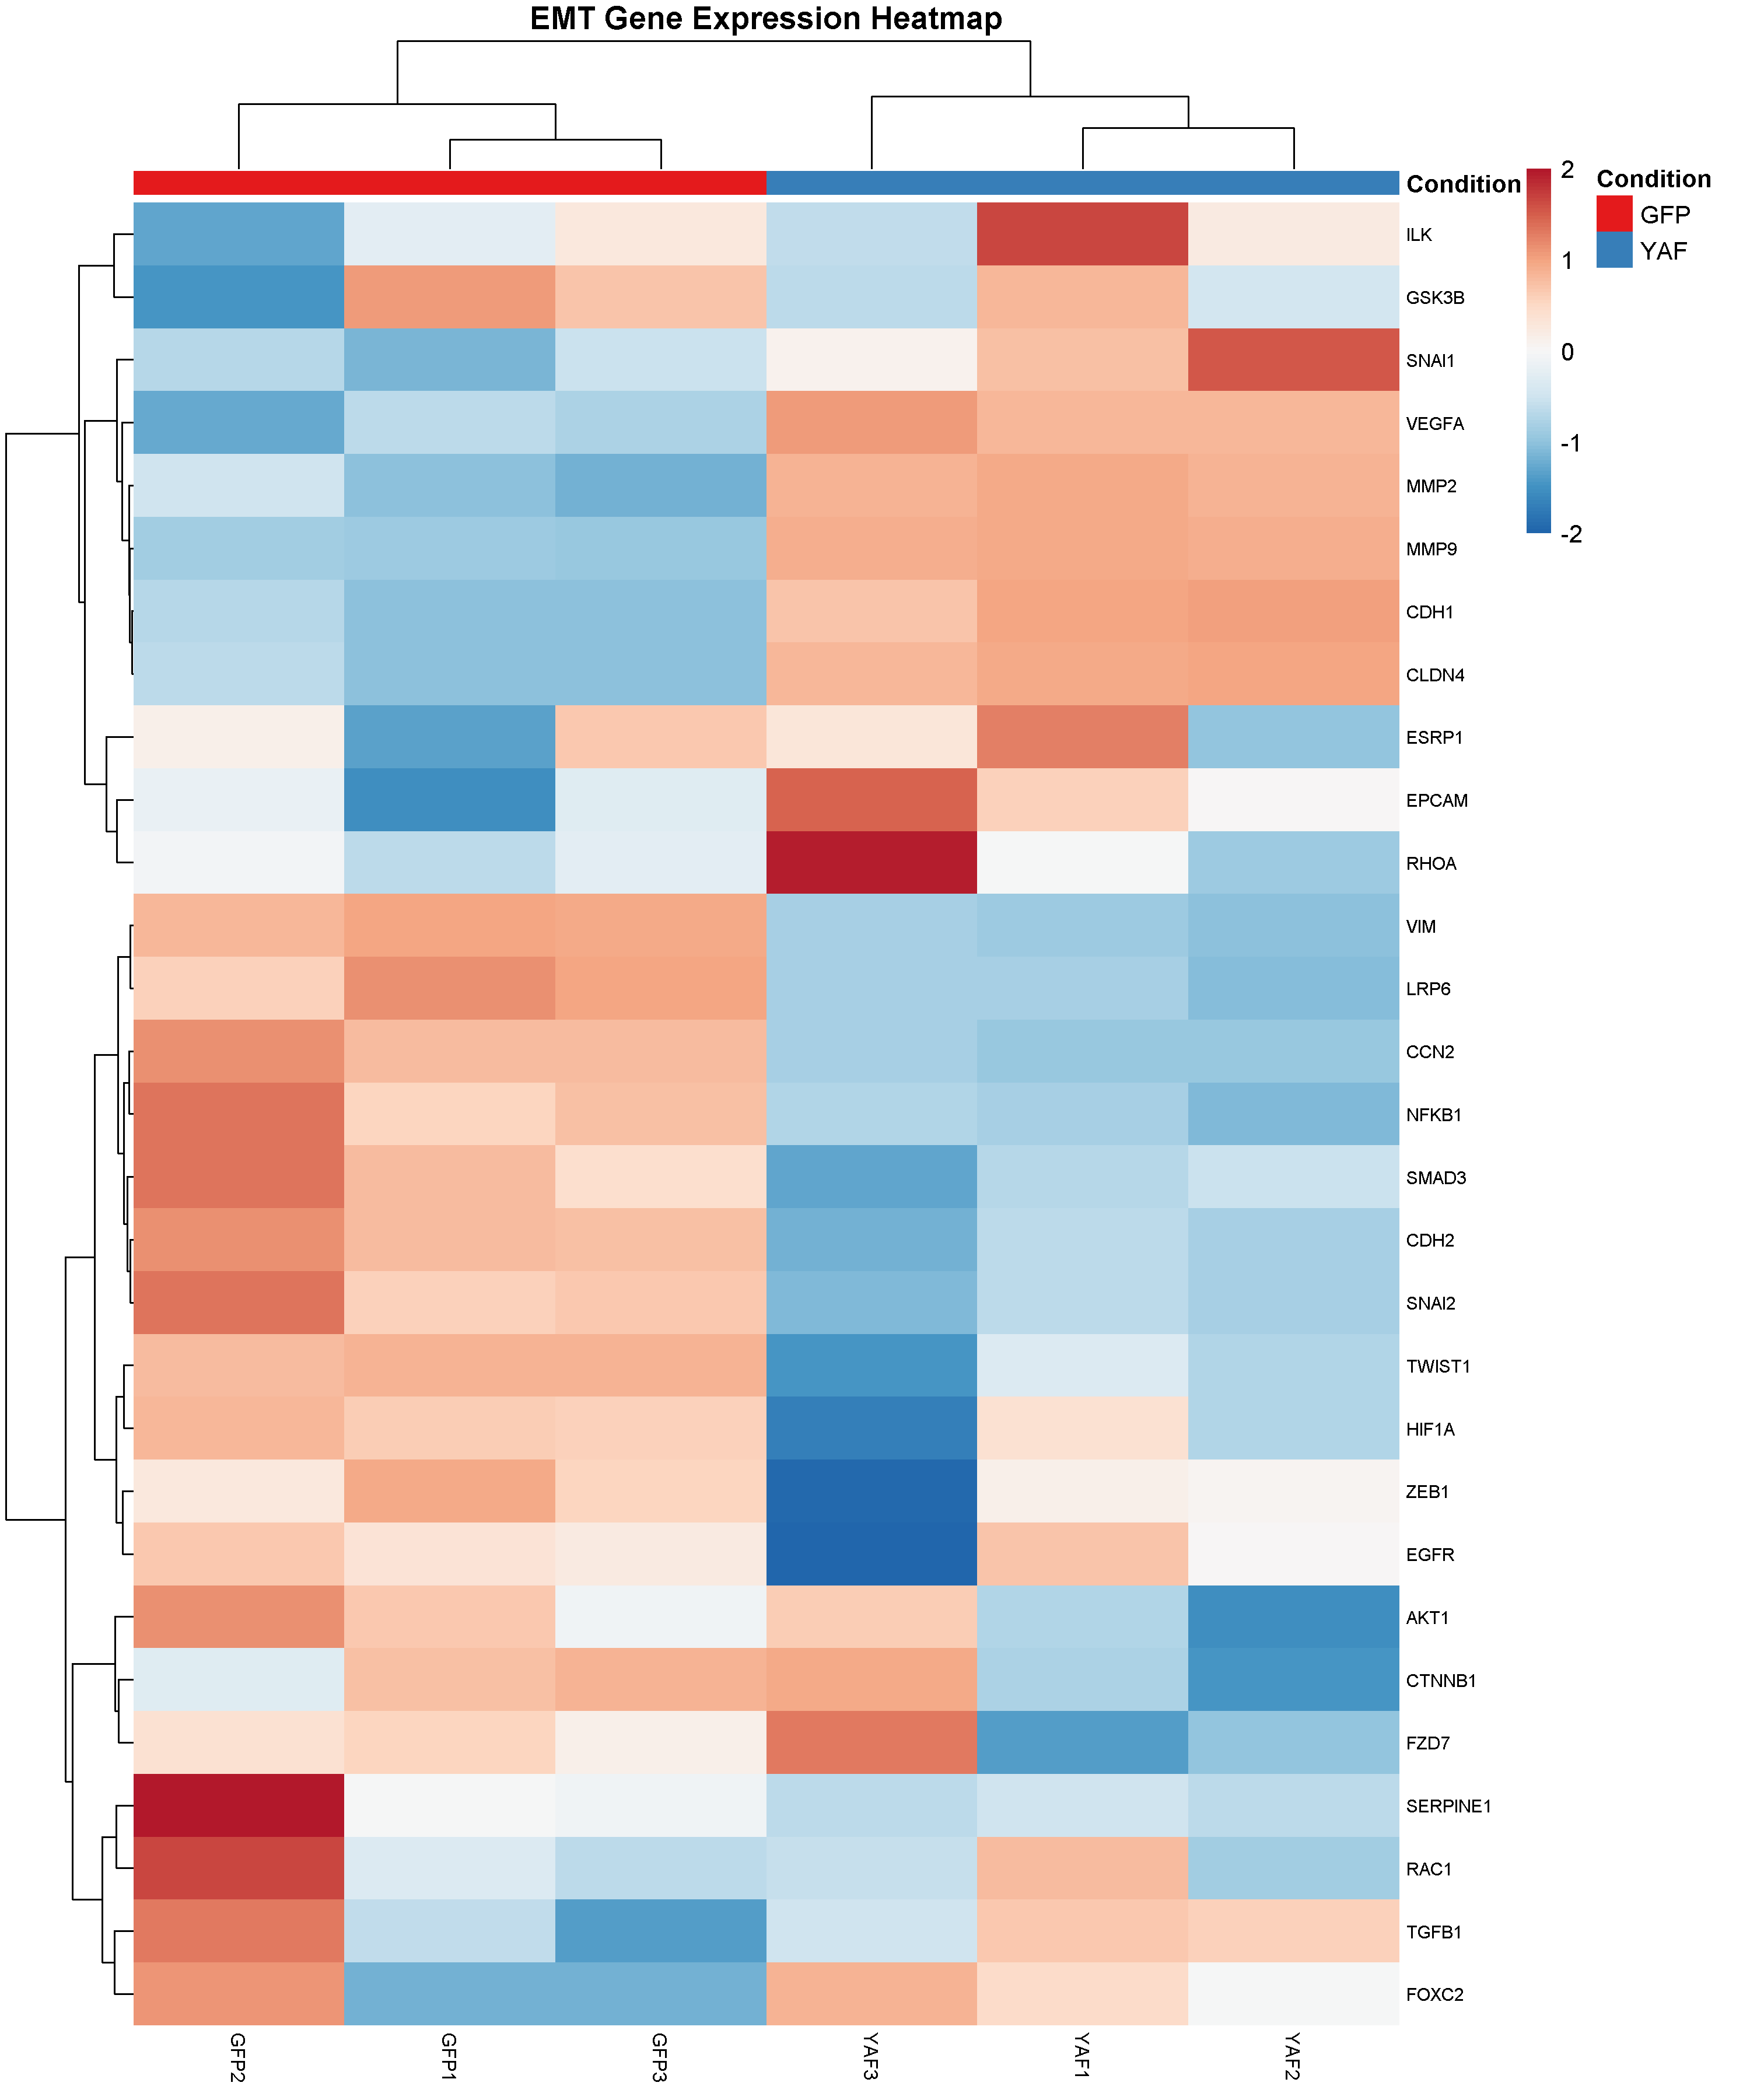 EMT Gene Expression Heatmap
Condition
2
1
0
-1
-2
Condition
GFP
YAF
ILK
GSK3B
SNAI1
VEGFA
MMP2
MMP9
CDH1
CLDN4
ESRP1
EPCAM
RHOA
VIM
LRP6
CCN2
NFKB1
SMAD3
CDH2
SNAI2
TWIST1
HIF1A
ZEB1
EGFR
AKT1
CTNNB1
FZD7
SERPINE1
RAC1
TGFB1
FOXC2
GFP2
GFP1
GFP3
YAF3
YAF1
YAF2